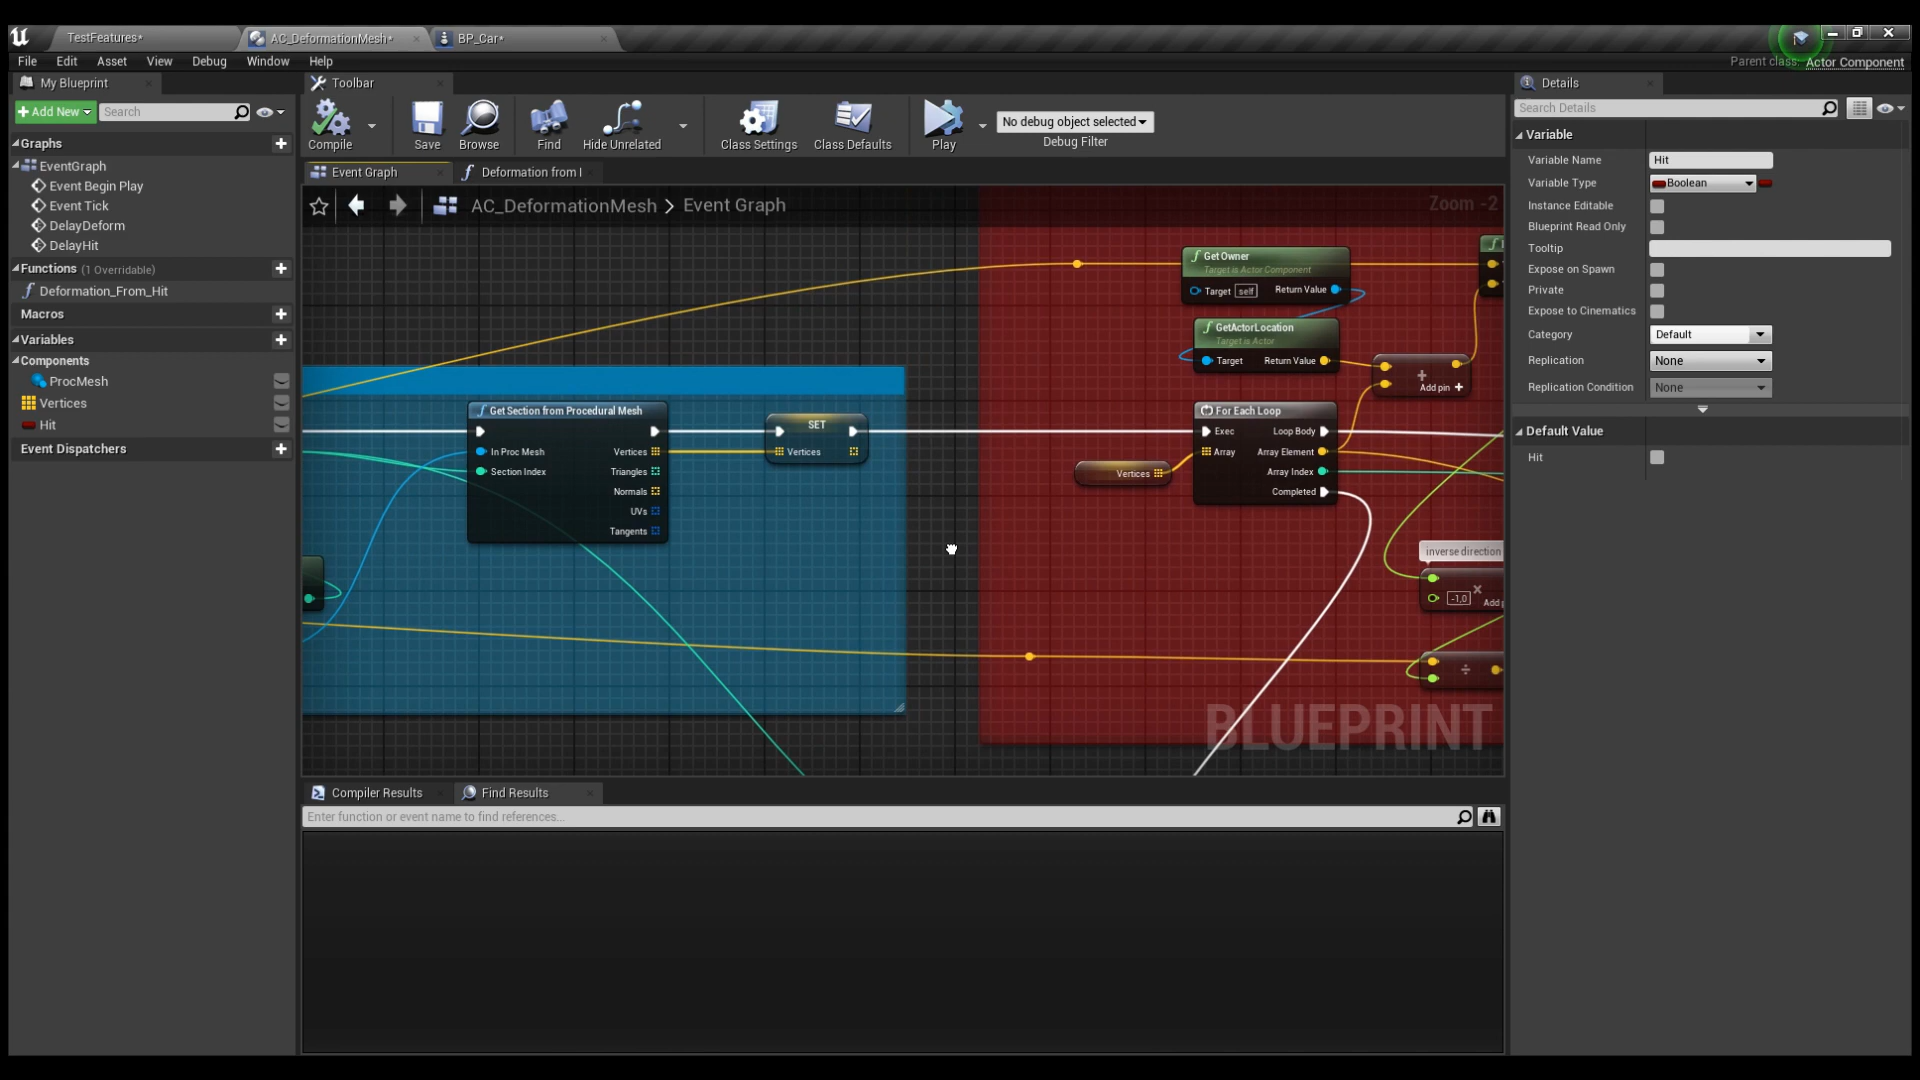 TestFeatures*
AC_DeformationMesh*
BP_Car*
File Edit Asset View Debug Window Help
Parent class: Actor Component
My Blueprint
Toolbar
Details
+ Add New
Search
Compile
Save
Browse
Find
Hide Unrelated
Class Settings
Class Defaults
Play
No debug object selected
Debug Filter
Search Details
Graphs
EventGraph
Event Begin Play
Event Tick
DelayDeform
DelayHit
Functions (1 Overridable)
Deformation_From_Hit
Macros
Variables
Components
ProcMesh
Vertices
Hit
Event Dispatchers
Event Graph
Deformation from
AC_DeformationMesh > Event Graph
Zoom -2
GetOwner
Target is Actor Component
Target self Return Value
GetActorLocation
Target is Actor
Target Return Value
+
Add pin +
Get Section from Procedural Mesh
In Proc Mesh Vertices
Section Index Triangles
Normals
UVs
Tangents
SET
Vertices
Vertices
For Each Loop
Exec Loop Body
Array Array Element
Array Index
Completed
inverse direction
-1,0
×
Add
÷
BLUEPRINT
Compiler Results
Find Results
Enter function or event name to find references...
Variable
Variable Name Hit
Variable Type Boolean
Instance Editable
Blueprint Read Only
Tooltip
Expose on Spawn
Private
Expose to Cinematics
Category Default
Replication None
Replication Condition None
Default Value
Hit